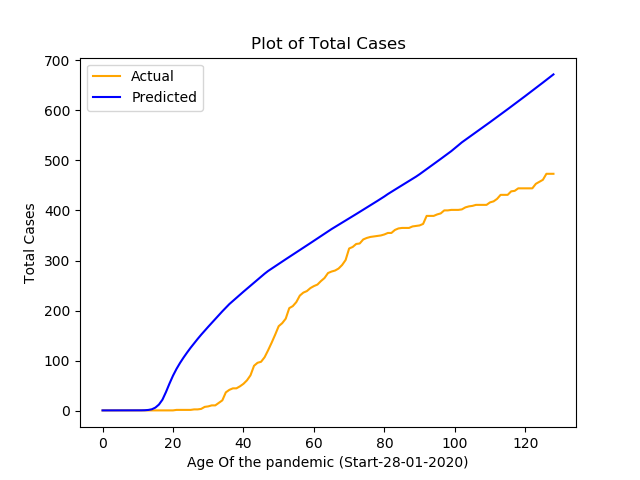 Plot of Total Cases
Actual
Predicted
Total Cases
700
600
500
400
300
200
100
0
0 20 40 60 80 100 120
Age Of the pandemic (Start-28-01-2020)